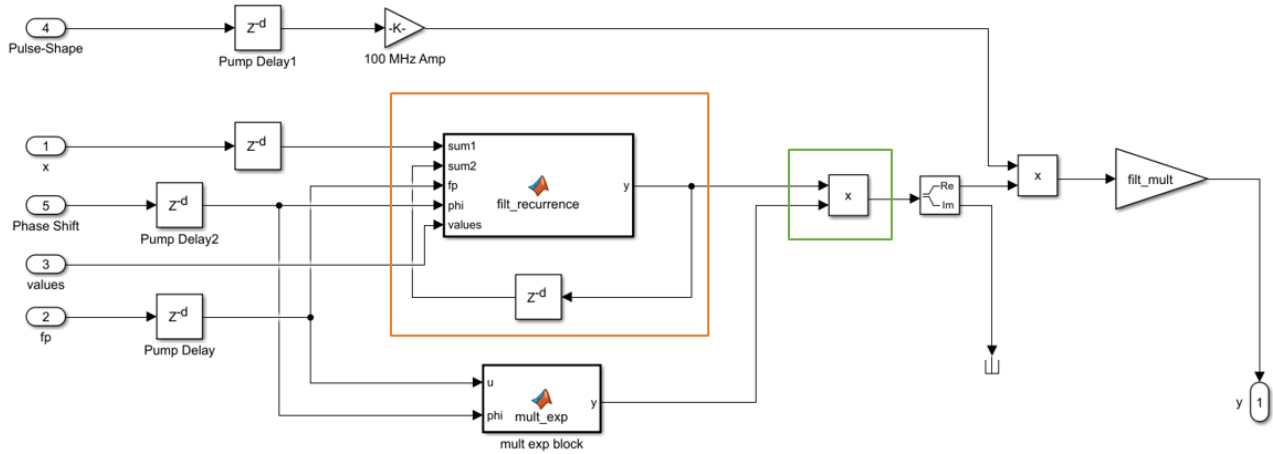 4
Pulse-Shape
Z-d
Pump Delay1
-K-
100 MHz Amp
1
x
Z-d
5
Phase Shift
Z-d
Pump Delay2
3
values
2
fp
Z-d
Pump Delay
sum1
sum2
fp
phi
values
filt_recurrence
y
Z-d
u
phi
mult_exp
y
mult exp block
x
Re
Im
x
filt_mult
y
1